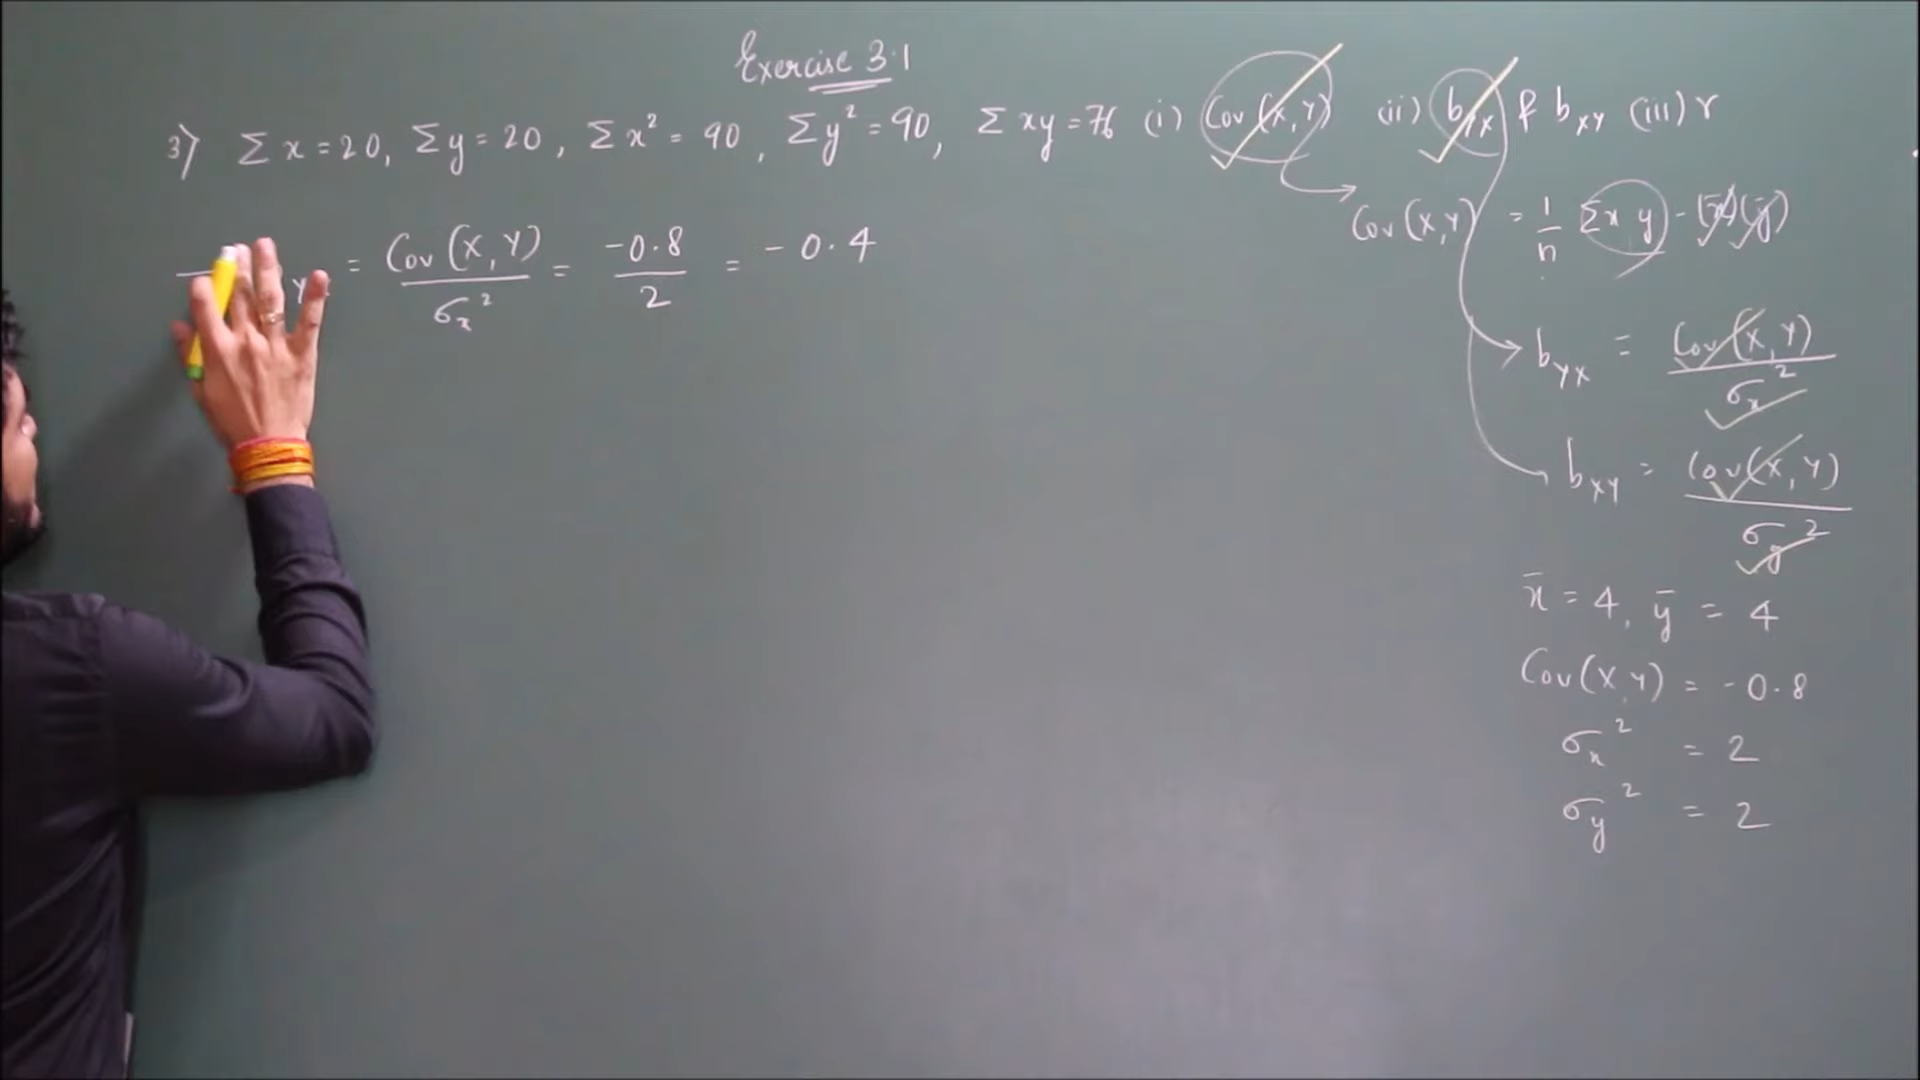 Exercise 3.1
3) Σx = 20, Σy = 20, Σx² = 90, Σy² = 90, Σxy = 76 (i) Cov (X, Y) (ii) bYX & bXY (iii) r
Cov (X, Y) = 1/n Σx y - (x̄)(ȳ)
= Cov (X, Y)/σx² = -0.8/2 = -0.4
bYX = Cov (X, Y)/σx²
bXY = Cov (X, Y)/σy²
x̄ = 4, ȳ = 4
Cov (X, Y) = -0.8
σx² = 2
σy² = 2